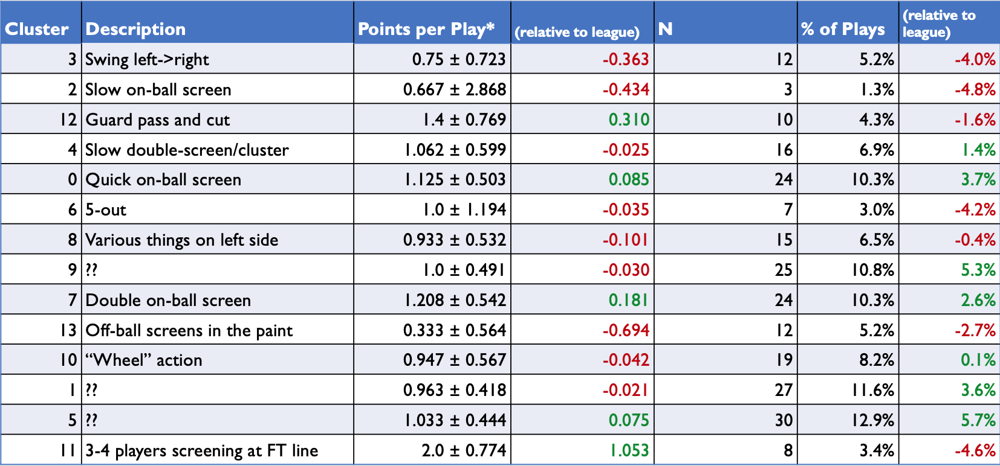 Cluster Description Points per Play* (relative to league) N % of Plays (relative to league)
3 Swing left->right 0.75 ± 0.723 -0.363 12 5.2% -4.0%
2 Slow on-ball screen 0.667 ± 2.868 -0.434 3 1.3% -4.8%
12 Guard pass and cut 1.4 ± 0.769 0.310 10 4.3% -1.6%
4 Slow double-screen/cluster 1.062 ± 0.599 -0.025 16 6.9% 1.4%
0 Quick on-ball screen 1.125 ± 0.503 0.085 24 10.3% 3.7%
6 5-out 1.0 ± 1.194 -0.035 7 3.0% -4.2%
8 Various things on left side 0.933 ± 0.532 -0.101 15 6.5% -0.4%
9 ?? 1.0 ± 0.491 -0.030 25 10.8% 5.3%
7 Double on-ball screen 1.208 ± 0.542 0.181 24 10.3% 2.6%
13 Off-ball screens in the paint 0.333 ± 0.564 -0.694 12 5.2% -2.7%
10 “Wheel” action 0.947 ± 0.567 -0.042 19 8.2% 0.1%
1 ?? 0.963 ± 0.418 -0.021 27 11.6% 3.6%
5 ?? 1.033 ± 0.444 0.075 30 12.9% 5.7%
11 3-4 players screening at FT line 2.0 ± 0.774 1.053 8 3.4% -4.6%